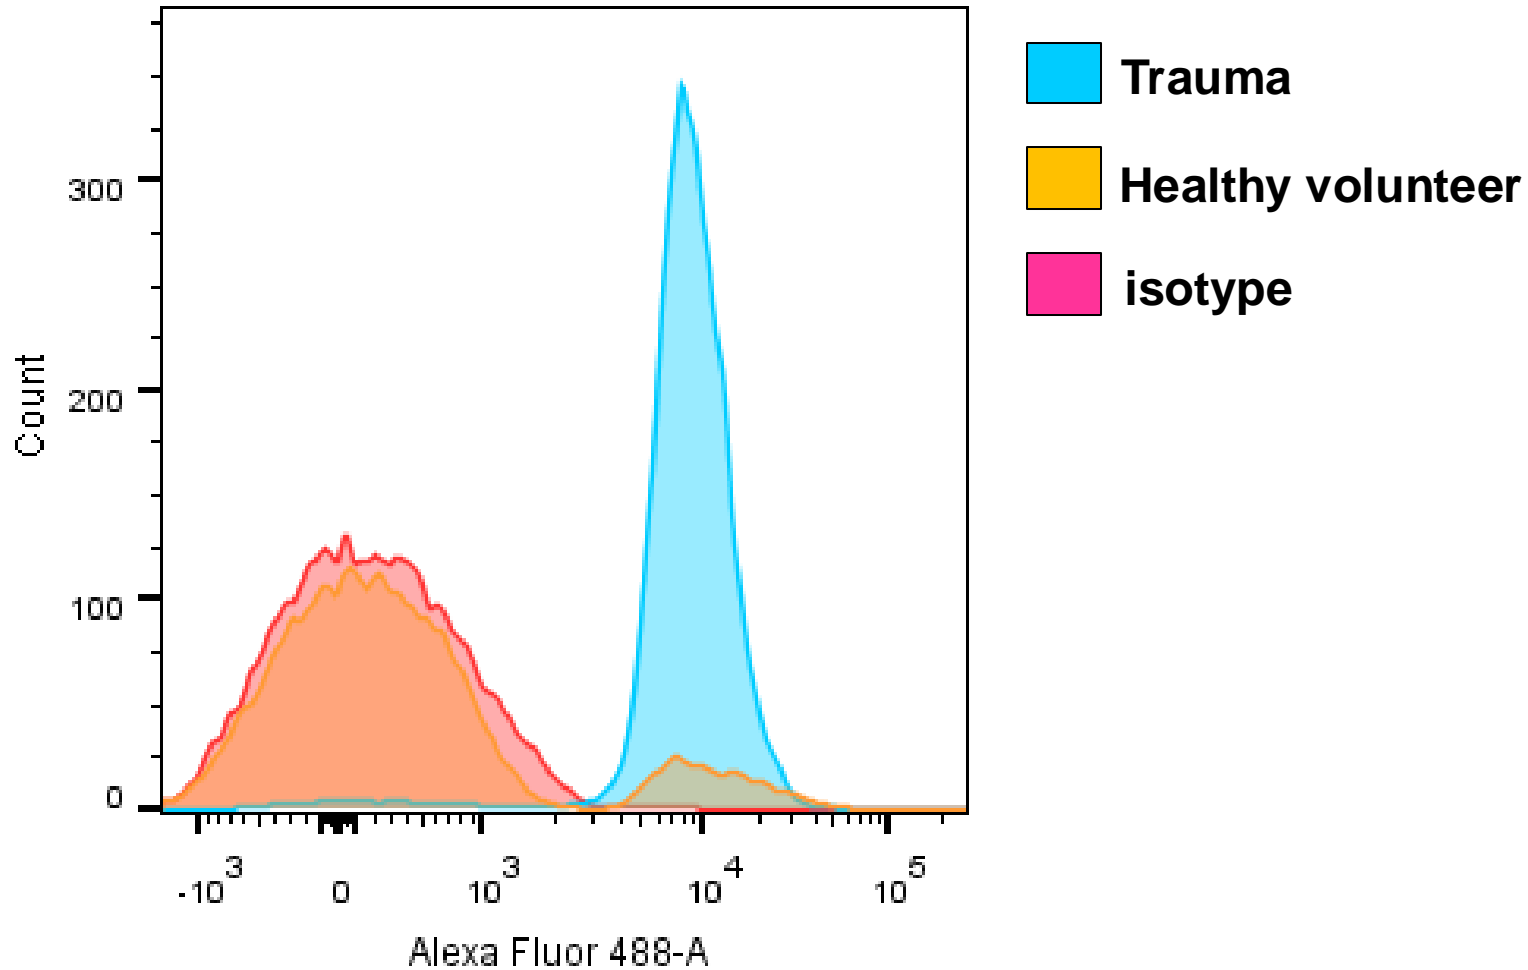 Trauma
Healthy volunteer
isotype
Count
300
200
100
0
-10^3
0
10^3
10^4
10^5
Alexa Fluor 488-A